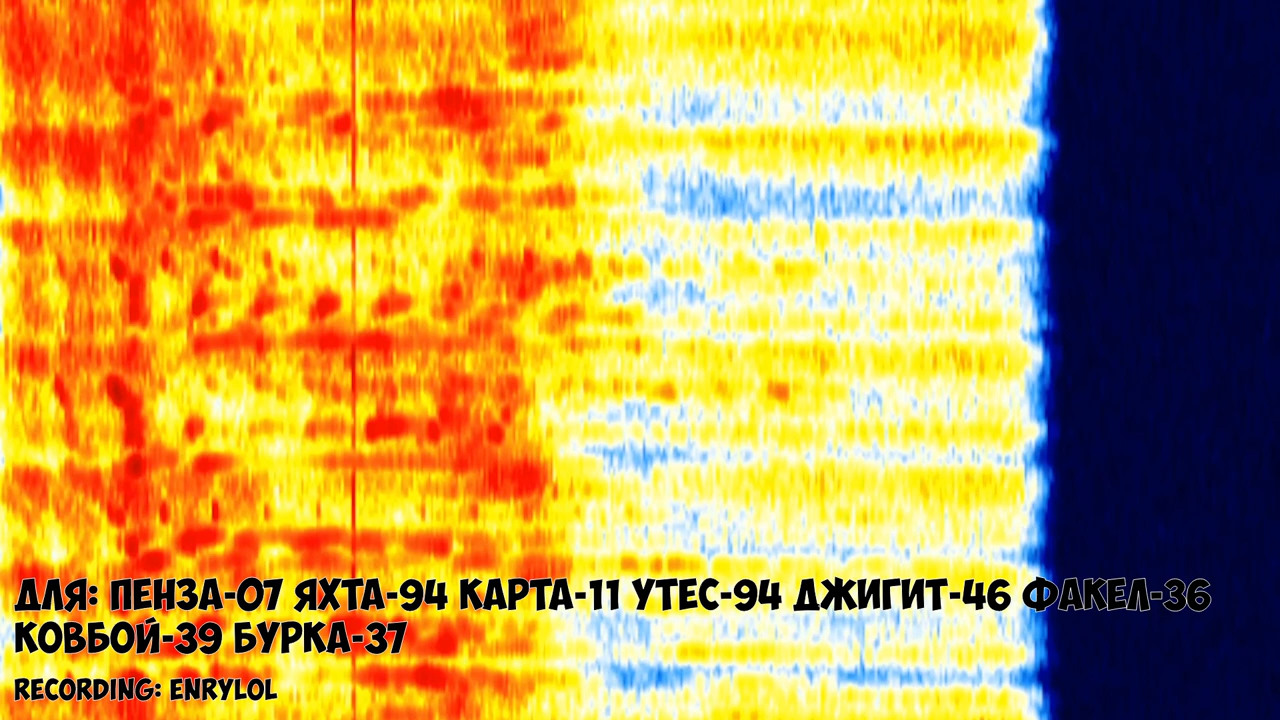 ДЛЯ: ПЕНЗА-07 ЯХТА-94 КАРТА-11 УТЕС-94 ДЖИГИТ-46 ФАКЕЛ-36
КОВБОЙ-39 БУРКА-37
RECORDING: ENRYLOL